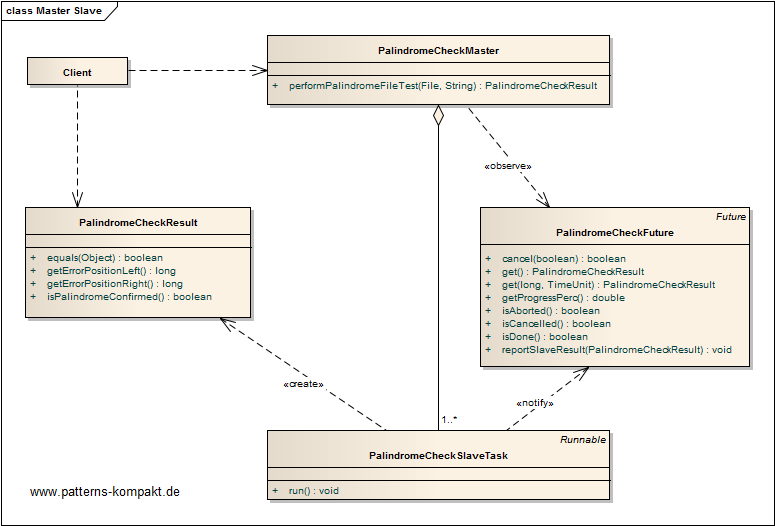 class Master Slave
PalindromeCheckMaster
+ performPalindromeFileTest(File, String) : PalindromeCheckResult
Client
«observe»
PalindromeCheckResult
+ equals(Object) : boolean
+ getErrorPositionLeft() : long
+ getErrorPositionRight() : long
+ isPalindromeConfirmed() : boolean
Future
PalindromeCheckFuture
+ cancel(boolean) : boolean
+ get() : PalindromeCheckResult
+ get(long, TimeUnit) : PalindromeCheckResult
+ getProgressPerc() : double
+ isAborted() : boolean
+ isCancelled() : boolean
+ isDone() : boolean
+ reportSlaveResult(PalindromeCheckResult) : void
«create»
«notify»
1..*
Runnable
PalindromeCheckSlaveTask
+ run() : void
www.patterns-kompakt.de